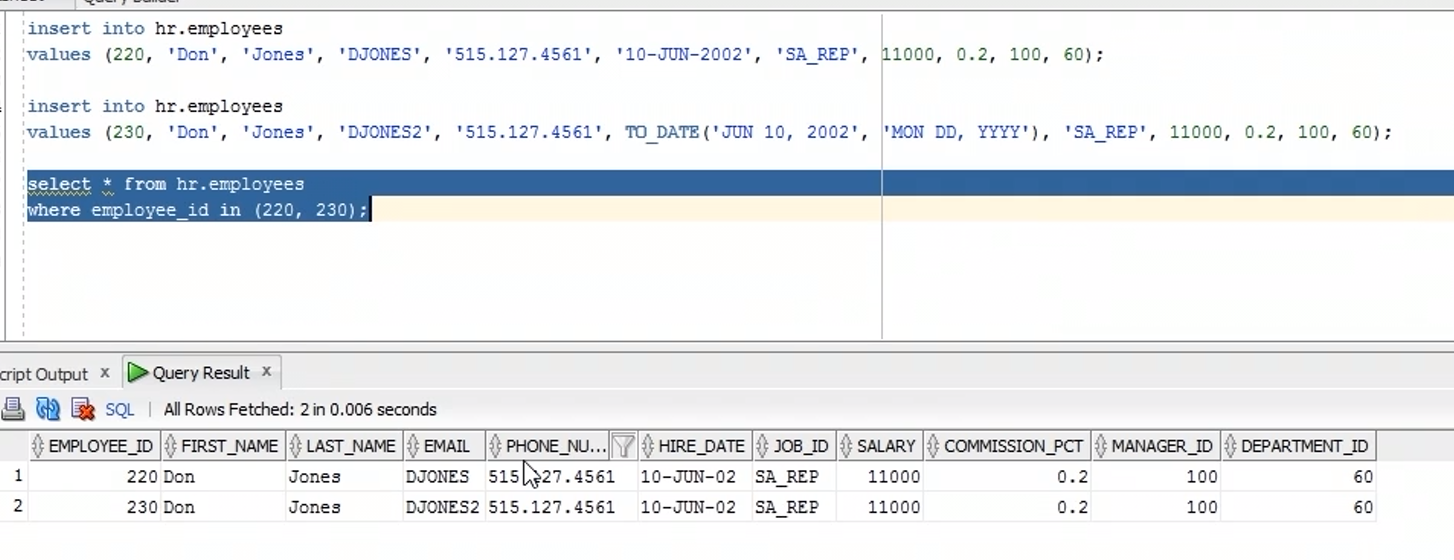 insert into hr.employees
values (220, 'Don', 'Jones', 'DJONES', '515.127.4561', '10-JUN-2002', 'SA_REP', 11000, 0.2, 100, 60);
insert into hr.employees
values (230, 'Don', 'Jones', 'DJONES2', '515.127.4561', TO_DATE('JUN 10, 2002', 'MON DD, YYYY'), 'SA_REP', 11000, 0.2, 100, 60);
select * from hr.employees
where employee_id in (220, 230);
cript Output x Query Result x
SQL | All Rows Fetched: 2 in 0.006 seconds
EMPLOYEE_ID FIRST_NAME LAST_NAME EMAIL PHONE_NU... HIRE_DATE JOB_ID SALARY COMMISSION_PCT MANAGER_ID DEPARTMENT_ID
1 220 Don Jones DJONES 515.127.4561 10-JUN-02 SA_REP 11000 0.2 100 60
2 230 Don Jones DJONES2 515.127.4561 10-JUN-02 SA_REP 11000 0.2 100 60